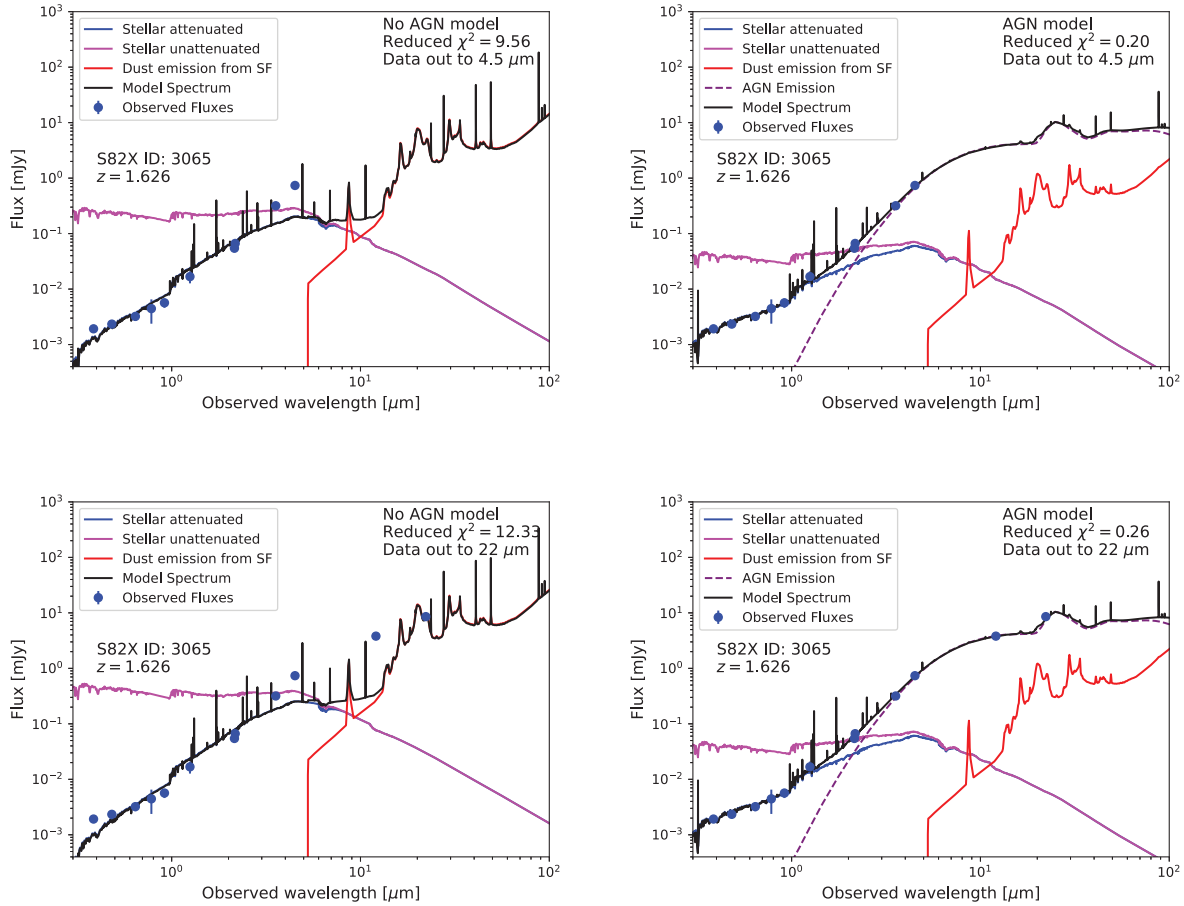 No AGN model
Reduced χ² = 9.56
Data out to 4.5 μm
Stellar attenuated
Stellar unattenuated
Dust emission from SF
Model Spectrum
Observed Fluxes
S82X ID: 3065
z = 1.626
Flux [mJy]
10³
10²
10¹
10⁰
10⁻¹
10⁻²
10⁻³
10⁰
10¹
10²
Observed wavelength [μm]
AGN model
Reduced χ² = 0.20
Data out to 4.5 μm
Stellar attenuated
Stellar unattenuated
Dust emission from SF
AGN Emission
Model Spectrum
Observed Fluxes
S82X ID: 3065
z = 1.626
Flux [mJy]
10³
10²
10¹
10⁰
10⁻¹
10⁻²
10⁻³
10⁰
10¹
10²
Observed wavelength [μm]
No AGN model
Reduced χ² = 12.33
Data out to 22 μm
Stellar attenuated
Stellar unattenuated
Dust emission from SF
Model Spectrum
Observed Fluxes
S82X ID: 3065
z = 1.626
Flux [mJy]
10³
10²
10¹
10⁰
10⁻¹
10⁻²
10⁻³
10⁰
10¹
10²
Observed wavelength [μm]
AGN model
Reduced χ² = 0.26
Data out to 22 μm
Stellar attenuated
Stellar unattenuated
Dust emission from SF
AGN Emission
Model Spectrum
Observed Fluxes
S82X ID: 3065
z = 1.626
Flux [mJy]
10³
10²
10¹
10⁰
10⁻¹
10⁻²
10⁻³
10⁰
10¹
10²
Observed wavelength [μm]